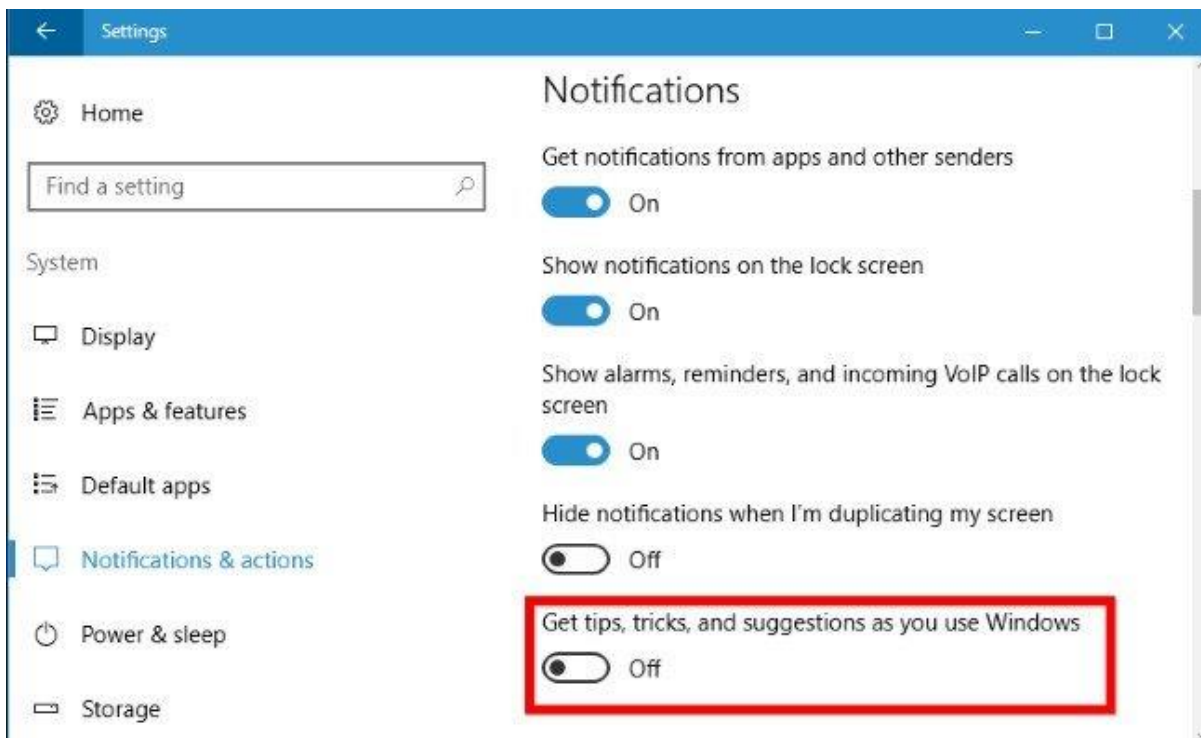 Settings
Home
Find a setting
System
Display
Apps & features
Default apps
Notifications & actions
Power & sleep
Storage
Notifications
Get notifications from apps and other senders
On
Show notifications on the lock screen
On
Show alarms, reminders, and incoming VoIP calls on the lock
screen
On
Hide notifications when I'm duplicating my screen
Off
Get tips, tricks, and suggestions as you use Windows
Off